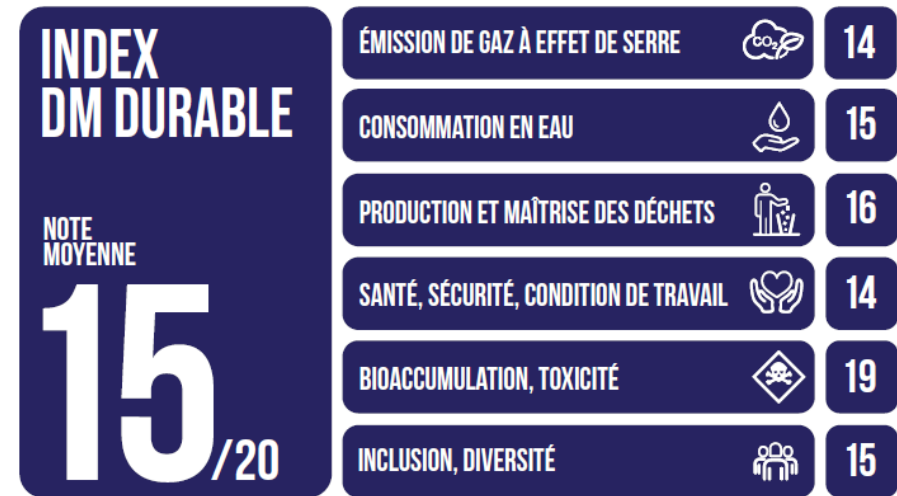 INDEX
DM DURABLE
NOTE
MOYENNE
15/20
ÉMISSION DE GAZ À EFFET DE SERRE CO₂ 14
CONSOMMATION EN EAU 15
PRODUCTION ET MAÎTRISE DES DÉCHETS 16
SANTÉ, SÉCURITÉ, CONDITION DE TRAVAIL 14
BIOACCUMULATION, TOXICITÉ 19
INCLUSION, DIVERSITÉ 15